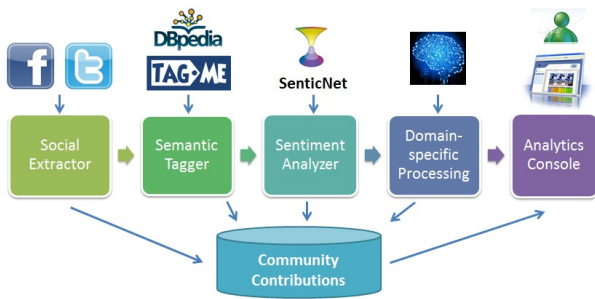 DBpedia
TAG•ME
SenticNet
f
t
Social
Extractor
Semantic
Tagger
Sentiment
Analyzer
Domain-
specific
Processing
Analytics
Console
Community
Contributions